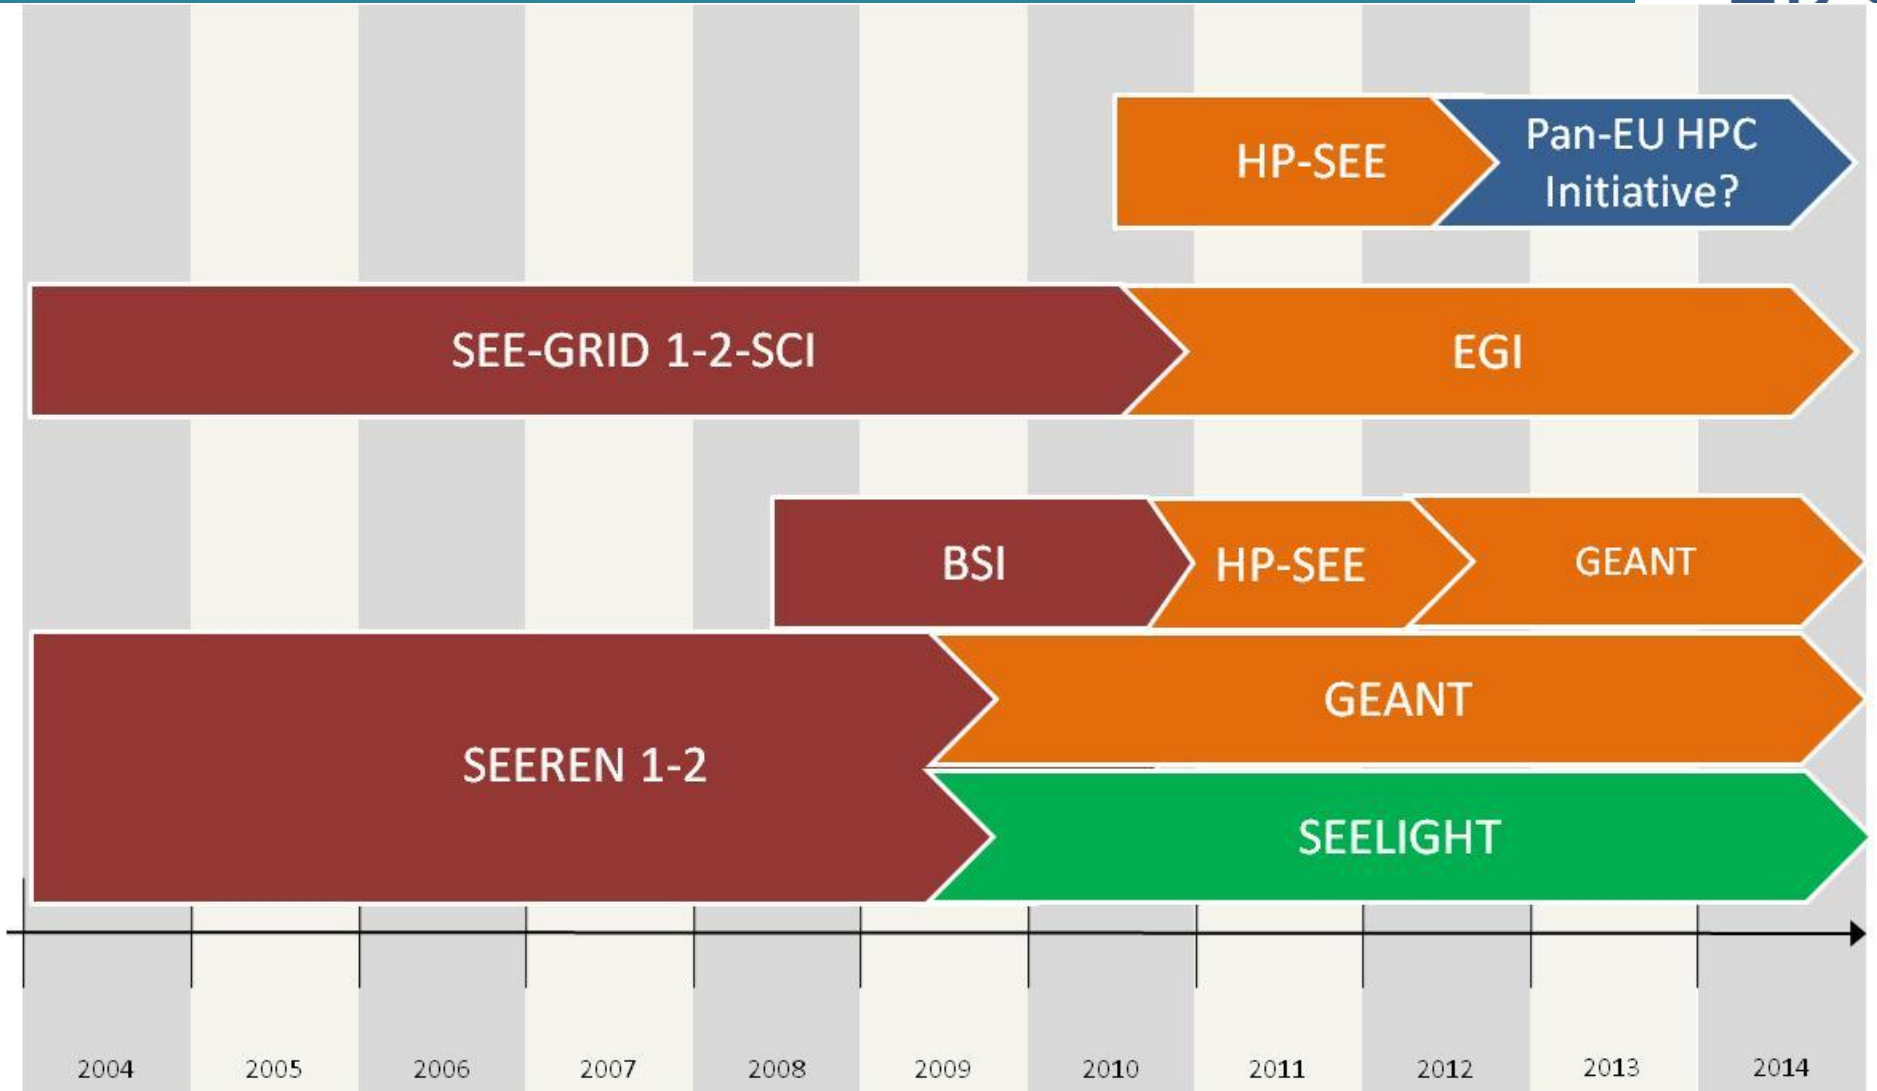 HP-SEE
Pan-EU HPC
Initiative?
SEE-GRID 1-2-SCI
EGI
BSI
HP-SEE
GEANT
GEANT
SEEREN 1-2
SEELIGHT
2004 2005 2006 2007 2008 2009 2010 2011 2012 2013 2014